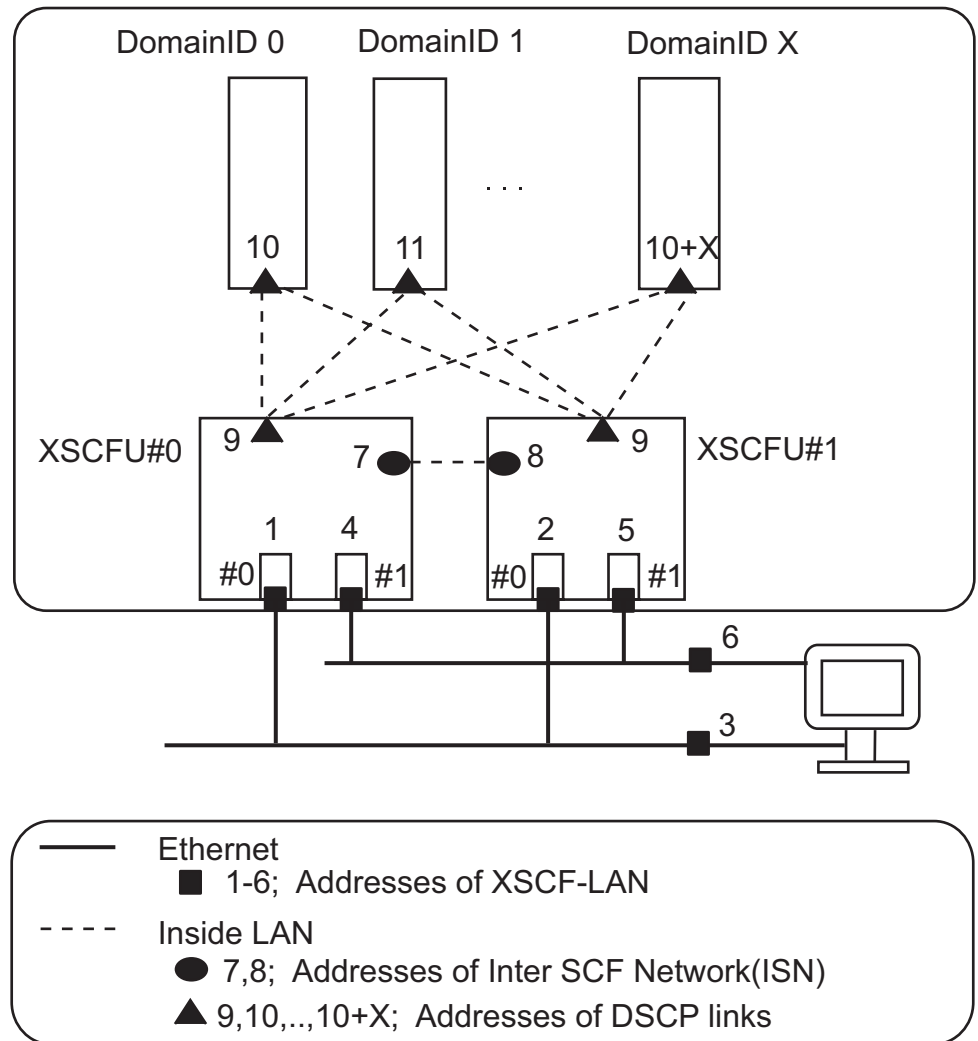 DomainID 0 DomainID 1 DomainID X
. . .
10 11 10+X
XSCFU#0 9 7 8 9 XSCFU#1
1 4 2 5
#0 #1 #0 #1
6
3
Ethernet
1-6; Addresses of XSCF-LAN
Inside LAN
7,8; Addresses of Inter SCF Network(ISN)
9,10,..,10+X; Addresses of DSCP links